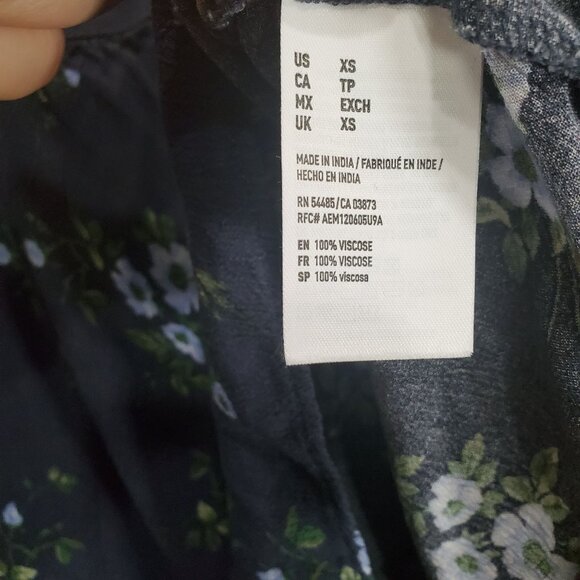 US XS
CA TP
MX EXCH
UK XS
MADE IN INDIA / FABRIQUÉ EN INDE /
HECHO EN INDIA
RN 54485 / CA 03873
RFC# AEM120605U9A
EN 100% VISCOSE
FR 100% VISCOSE
SP 100% viscosa